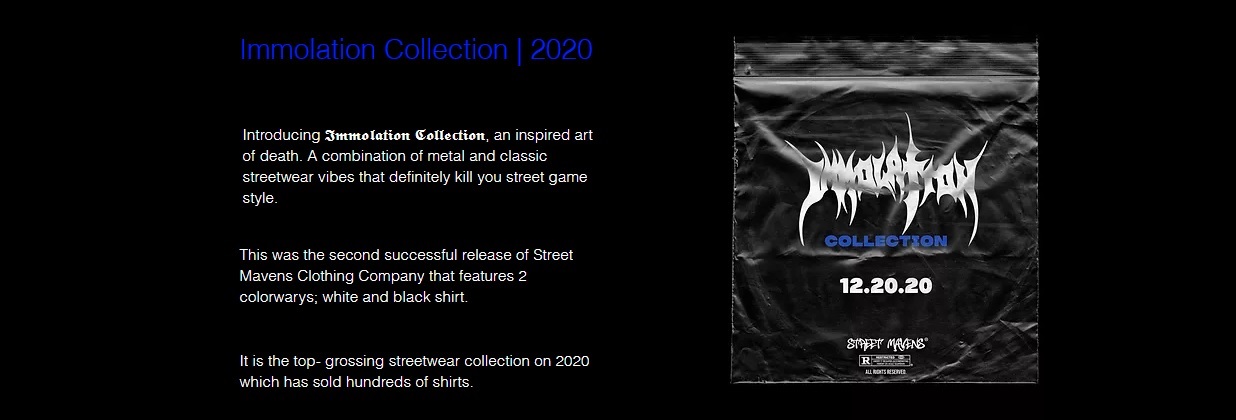 Immolation Collection | 2020
Introducing Immolation Collection, an inspired art
of death. A combination of metal and classic
streetwear vibes that definitely kill you street game
style.
This was the second successful release of Street
Mavens Clothing Company that features 2
colorwarys; white and black shirt.
It is the top- grossing streetwear collection on 2020
which has sold hundreds of shirts.
IMMOLATION
COLLECTION
12.20.20
STREET MAVENS®
R RESTRICTED
ALL RIGHTS RESERVED